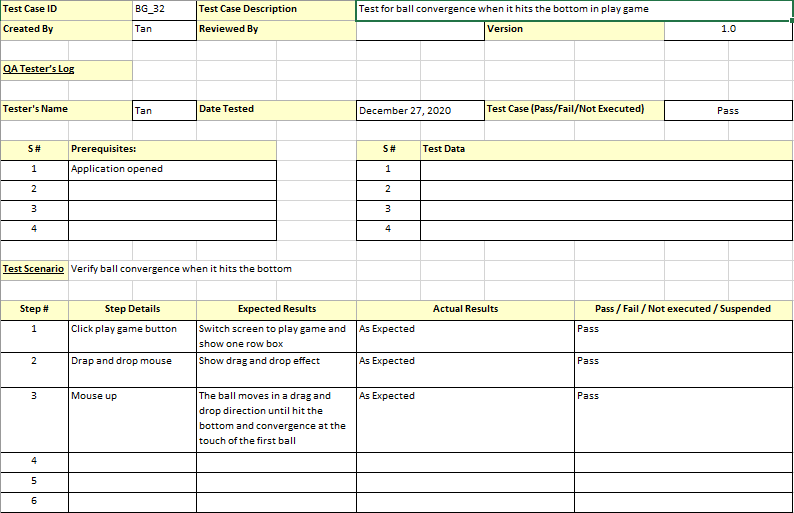 Test Case ID BG_32 Test Case Description Test for ball convergence when it hits the bottom in play game
Created By Tan Reviewed By Version 1.0
QA Tester's Log
Tester's Name Tan Date Tested December 27, 2020 Test Case (Pass/Fail/Not Executed) Pass
S # Prerequisites: S # Test Data
1 Application opened 1
2 2
3 3
4 4
Test Scenario Verify ball convergence when it hits the bottom
Step # Step Details Expected Results Actual Results Pass / Fail / Not executed / Suspended
1 Click play game button Switch screen to play game and As Expected Pass
show one row box
2 Drap and drop mouse Show drag and drop effect As Expected Pass
3 Mouse up The ball moves in a drag and As Expected Pass
drop direction until hit the
bottom and convergence at the
touch of the first ball
4
5
6